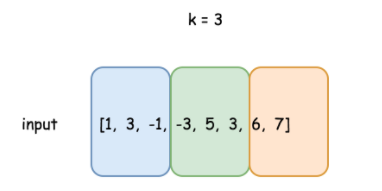 k = 3
input [1, 3, -1, -3, 5, 3, 6, 7]